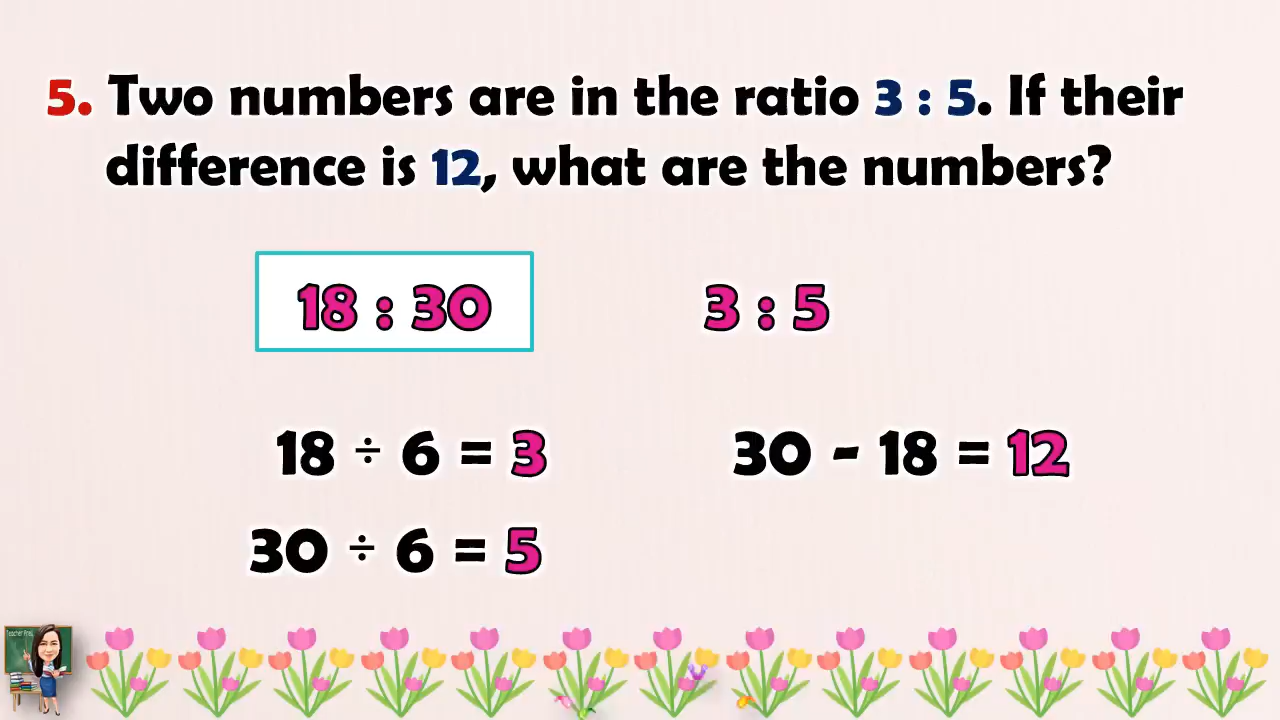 5. Two numbers are in the ratio 3 : 5. If their
difference is 12, what are the numbers?
18 : 30
3 : 5
18 ÷ 6 = 3
30 - 18 = 12
30 ÷ 6 = 5